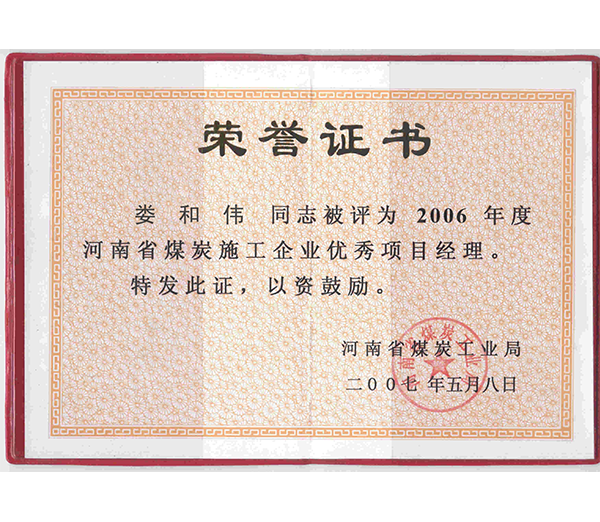 荣誉证书
娄和伟 同志被评为 2006 年度
河南省煤炭施工企业优秀项目经理。
特发此证，以资鼓励。
河南省煤炭工业局
二00七年五月八日